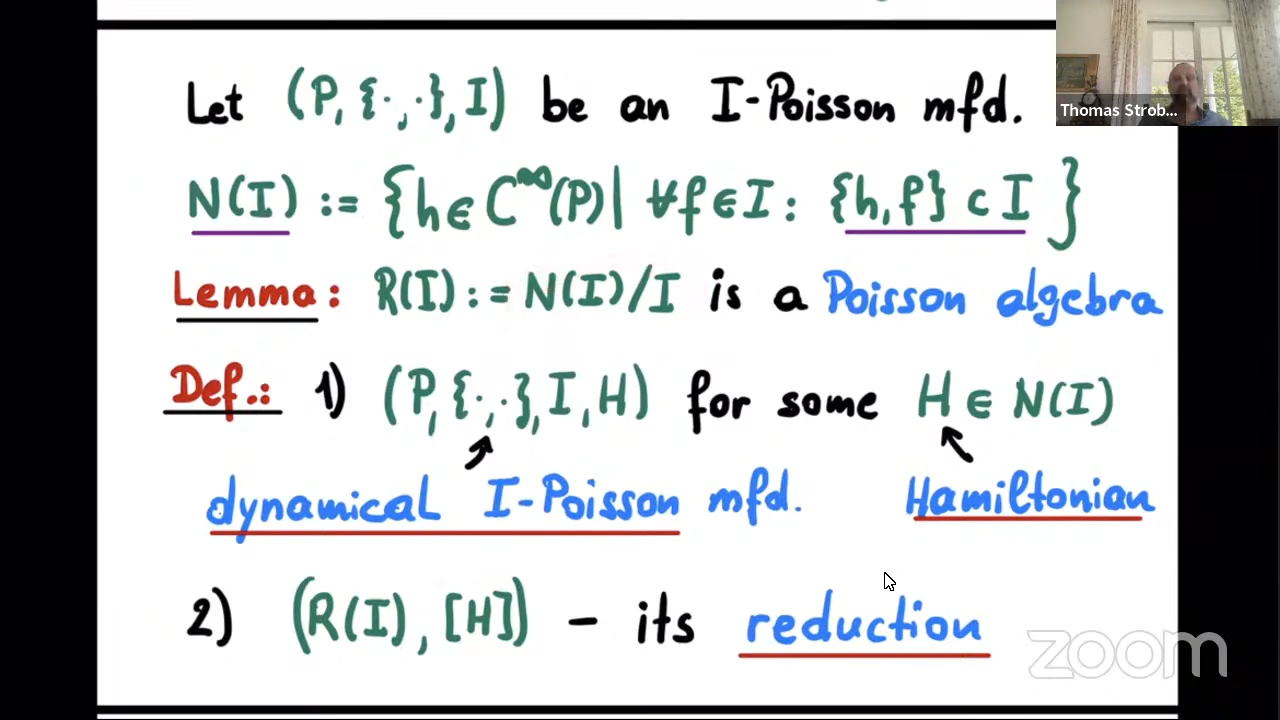 Let (P, {·,·}, I) be an I-Poisson mfd.
Thomas Strob...
N(I) := {h ∈ C^∞(P) | ∀f ∈ I : {h, f} ⊂ I }
Lemma: R(I) := N(I)/I is a Poisson algebra
Def.: 1) (P, {·,·}, I, H) for some H ∈ N(I)
dynamical I-Poisson mfd. Hamiltonian
2) (R(I), [H]) - its reduction
zoom